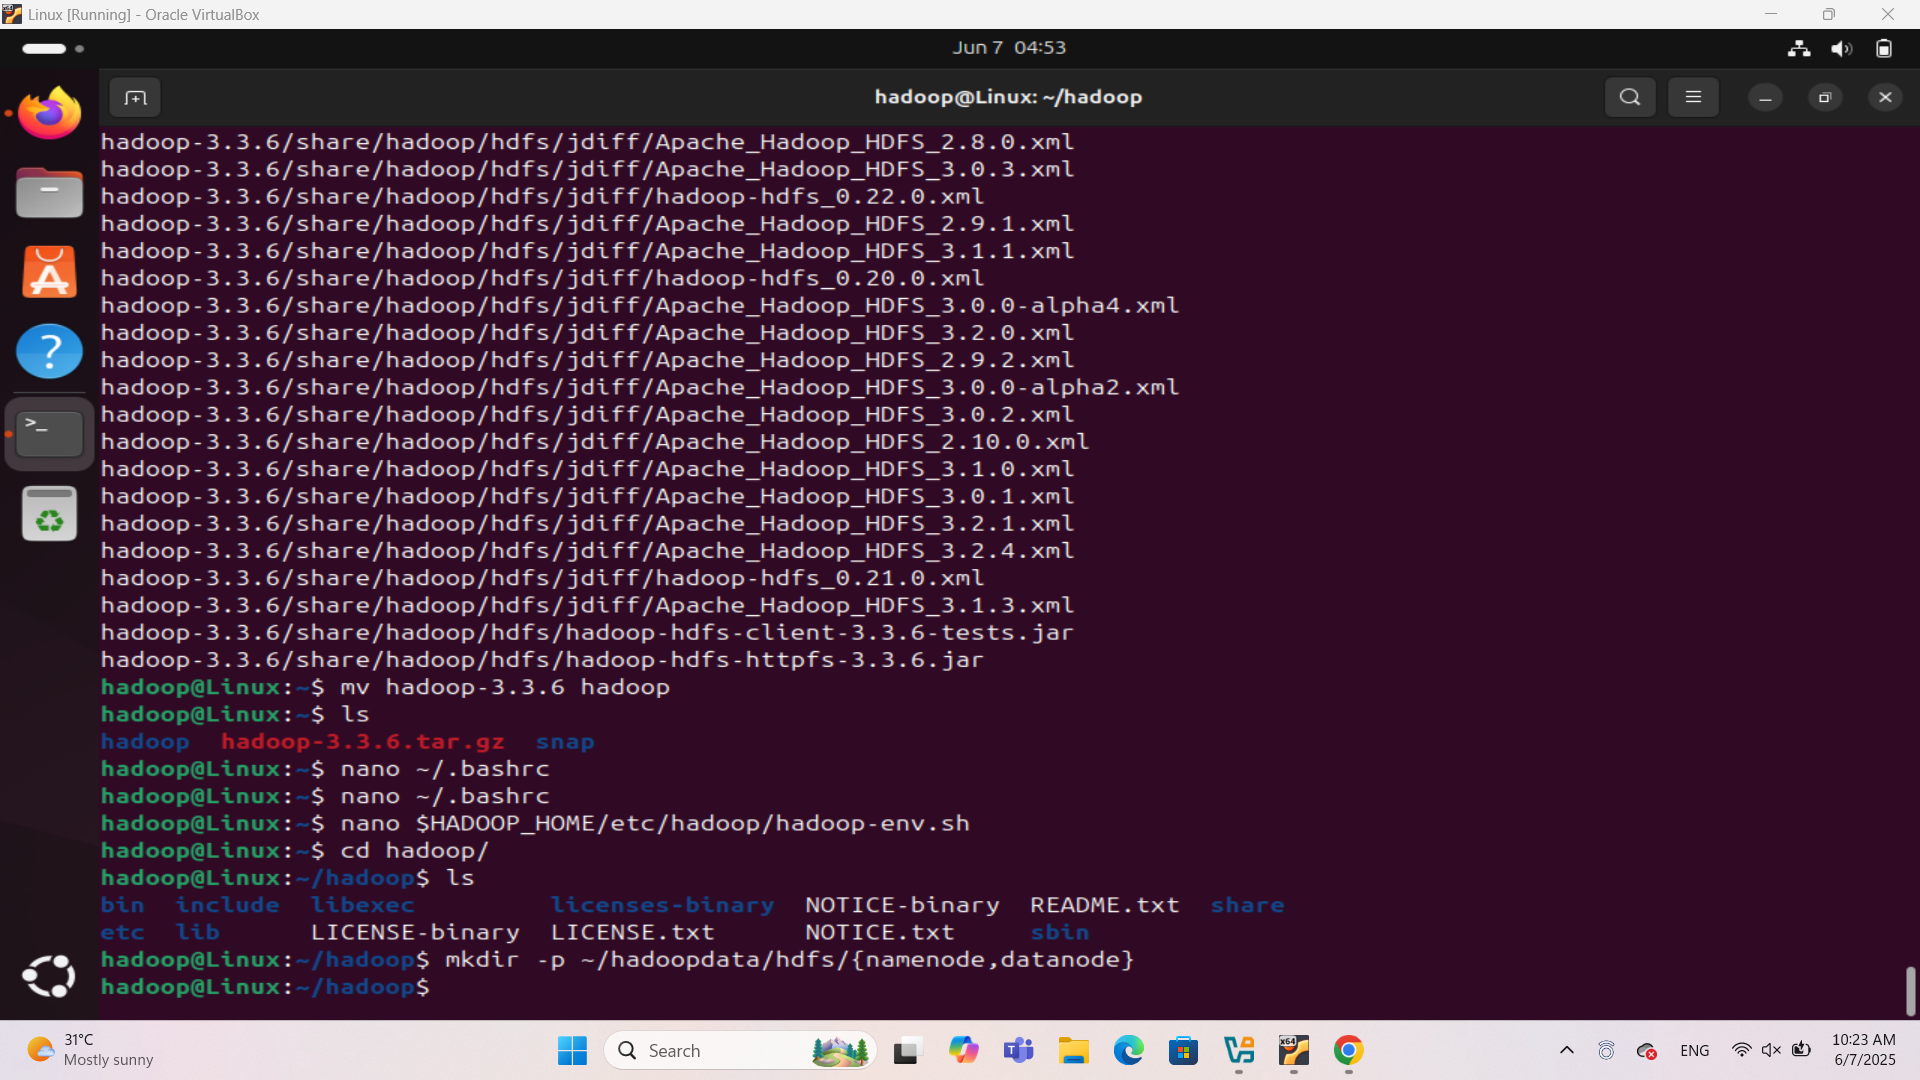 Linux [Running] - Oracle VirtualBox
Jun 7 04:53
hadoop@Linux: ~/hadoop
hadoop-3.3.6/share/hadoop/hdfs/jdiff/Apache_Hadoop_HDFS_2.8.0.xml
hadoop-3.3.6/share/hadoop/hdfs/jdiff/Apache_Hadoop_HDFS_3.0.3.xml
hadoop-3.3.6/share/hadoop/hdfs/jdiff/hadoop-hdfs_0.22.0.xml
hadoop-3.3.6/share/hadoop/hdfs/jdiff/Apache_Hadoop_HDFS_2.9.1.xml
hadoop-3.3.6/share/hadoop/hdfs/jdiff/Apache_Hadoop_HDFS_3.1.1.xml
hadoop-3.3.6/share/hadoop/hdfs/jdiff/hadoop-hdfs_0.20.0.xml
hadoop-3.3.6/share/hadoop/hdfs/jdiff/Apache_Hadoop_HDFS_3.0.0-alpha4.xml
hadoop-3.3.6/share/hadoop/hdfs/jdiff/Apache_Hadoop_HDFS_3.2.0.xml
hadoop-3.3.6/share/hadoop/hdfs/jdiff/Apache_Hadoop_HDFS_2.9.2.xml
hadoop-3.3.6/share/hadoop/hdfs/jdiff/Apache_Hadoop_HDFS_3.0.0-alpha2.xml
hadoop-3.3.6/share/hadoop/hdfs/jdiff/Apache_Hadoop_HDFS_3.0.2.xml
hadoop-3.3.6/share/hadoop/hdfs/jdiff/Apache_Hadoop_HDFS_2.10.0.xml
hadoop-3.3.6/share/hadoop/hdfs/jdiff/Apache_Hadoop_HDFS_3.1.0.xml
hadoop-3.3.6/share/hadoop/hdfs/jdiff/Apache_Hadoop_HDFS_3.0.1.xml
hadoop-3.3.6/share/hadoop/hdfs/jdiff/Apache_Hadoop_HDFS_3.2.1.xml
hadoop-3.3.6/share/hadoop/hdfs/jdiff/Apache_Hadoop_HDFS_3.2.4.xml
hadoop-3.3.6/share/hadoop/hdfs/jdiff/hadoop-hdfs_0.21.0.xml
hadoop-3.3.6/share/hadoop/hdfs/jdiff/Apache_Hadoop_HDFS_3.1.3.xml
hadoop-3.3.6/share/hadoop/hdfs/hadoop-hdfs-client-3.3.6-tests.jar
hadoop-3.3.6/share/hadoop/hdfs/hadoop-hdfs-httpfs-3.3.6.jar
hadoop@Linux:~$ mv hadoop-3.3.6 hadoop
hadoop@Linux:~$ ls
hadoop  hadoop-3.3.6.tar.gz  snap
hadoop@Linux:~$ nano ~/.bashrc
hadoop@Linux:~$ nano ~/.bashrc
hadoop@Linux:~$ nano $HADOOP_HOME/etc/hadoop/hadoop-env.sh
hadoop@Linux:~$ cd hadoop/
hadoop@Linux:~/hadoop$ ls
bin  include  libexec         licenses-binary  NOTICE-binary  README.txt  share
etc  lib      LICENSE-binary  LICENSE.txt      NOTICE.txt     sbin
hadoop@Linux:~/hadoop$ mkdir -p ~/hadoopdata/hdfs/{namenode,datanode}
hadoop@Linux:~/hadoop$
31°C
Mostly sunny
Search
x64
ENG
10:23 AM
6/7/2025